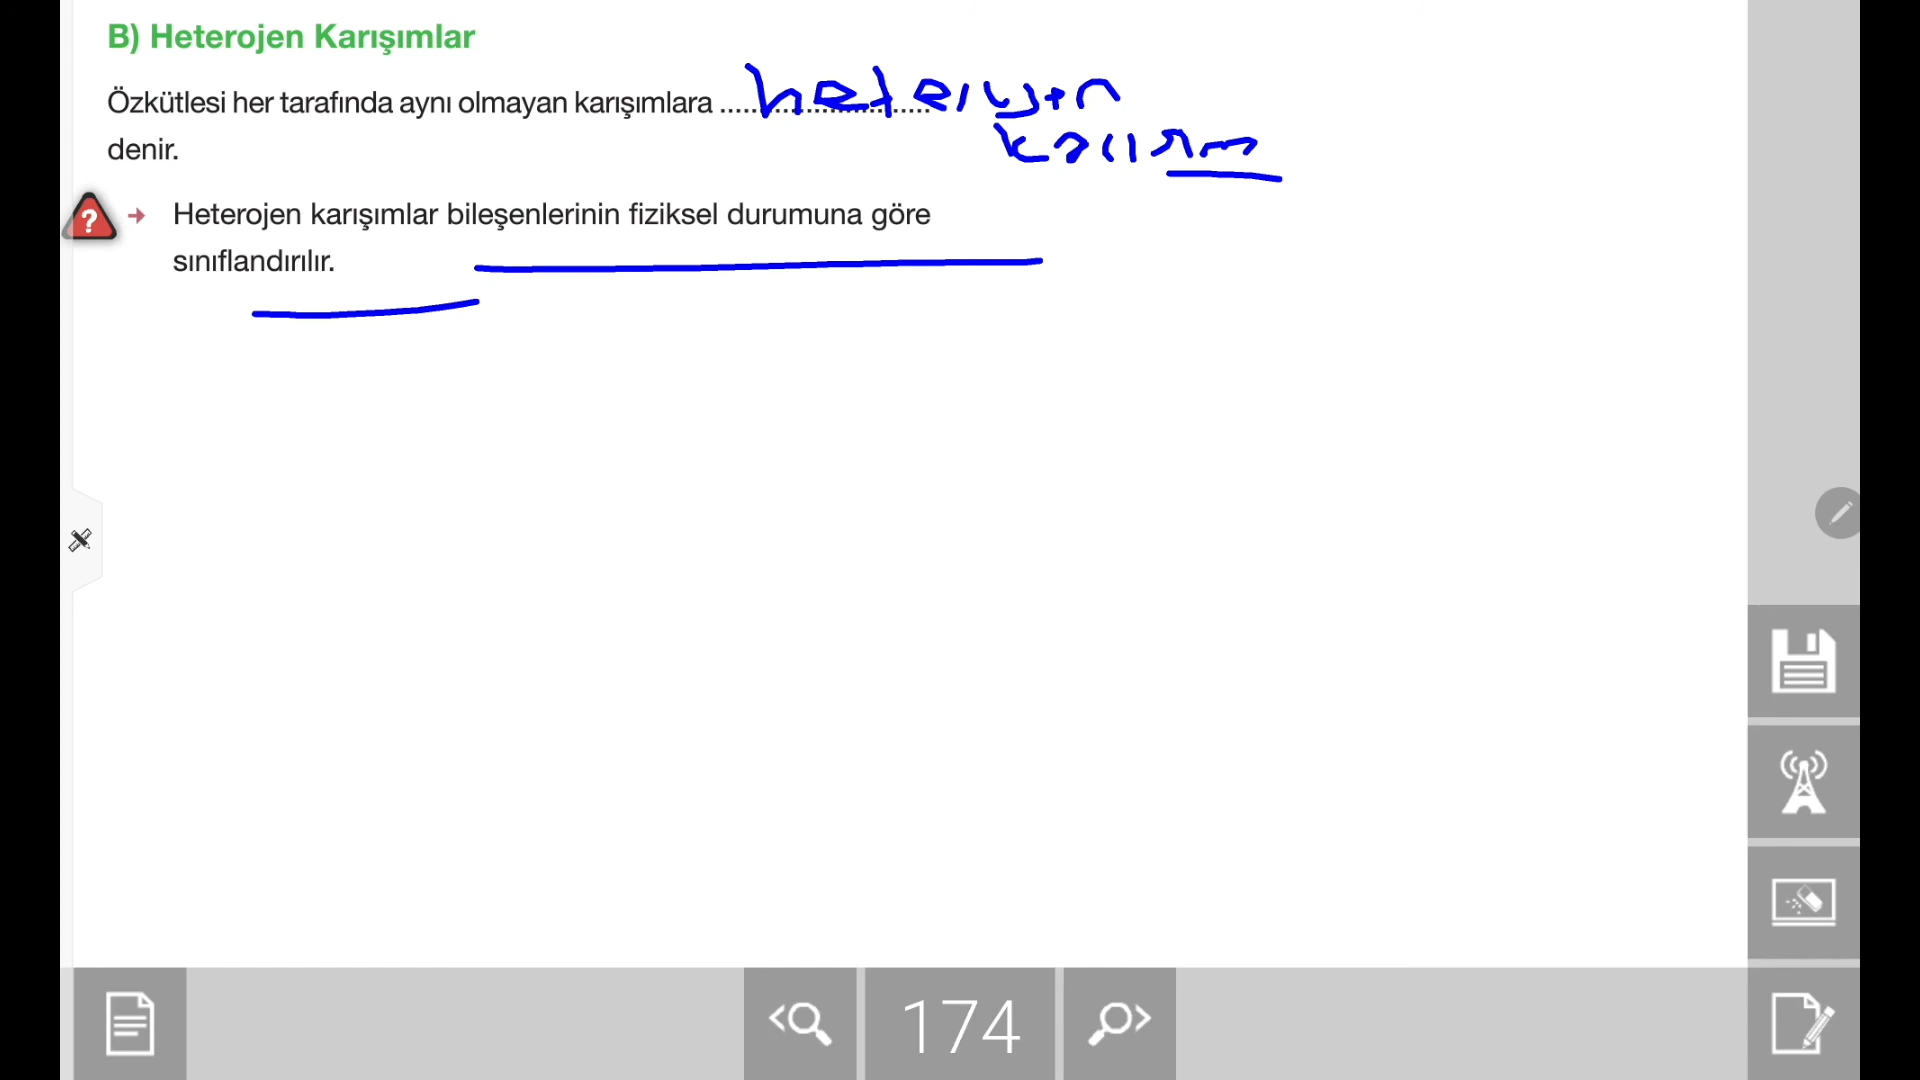 B) Heterojen Karışımlar
Özkütlesi her tarafında aynı olmayan karışımlara ........................ heterojen
karışım
denir.
? → Heterojen karışımlar bileşenlerinin fiziksel durumuna göre
sınıflandırılır.
174